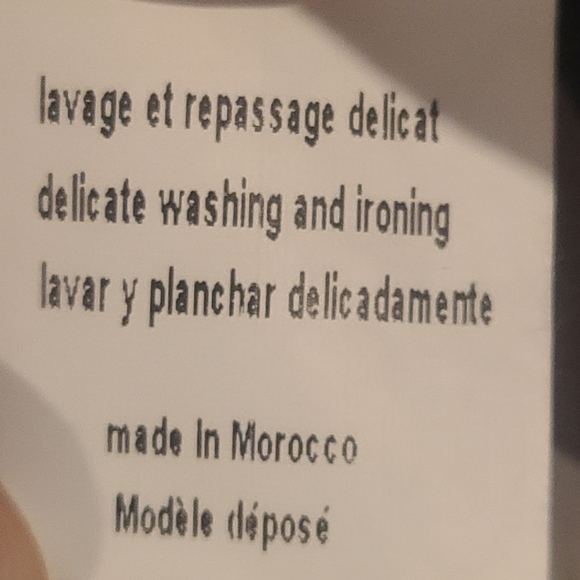 lavage et repassage delicat
delicate washing and ironing
lavar y planchar delicadamente
made In Morocco
Modèle déposé